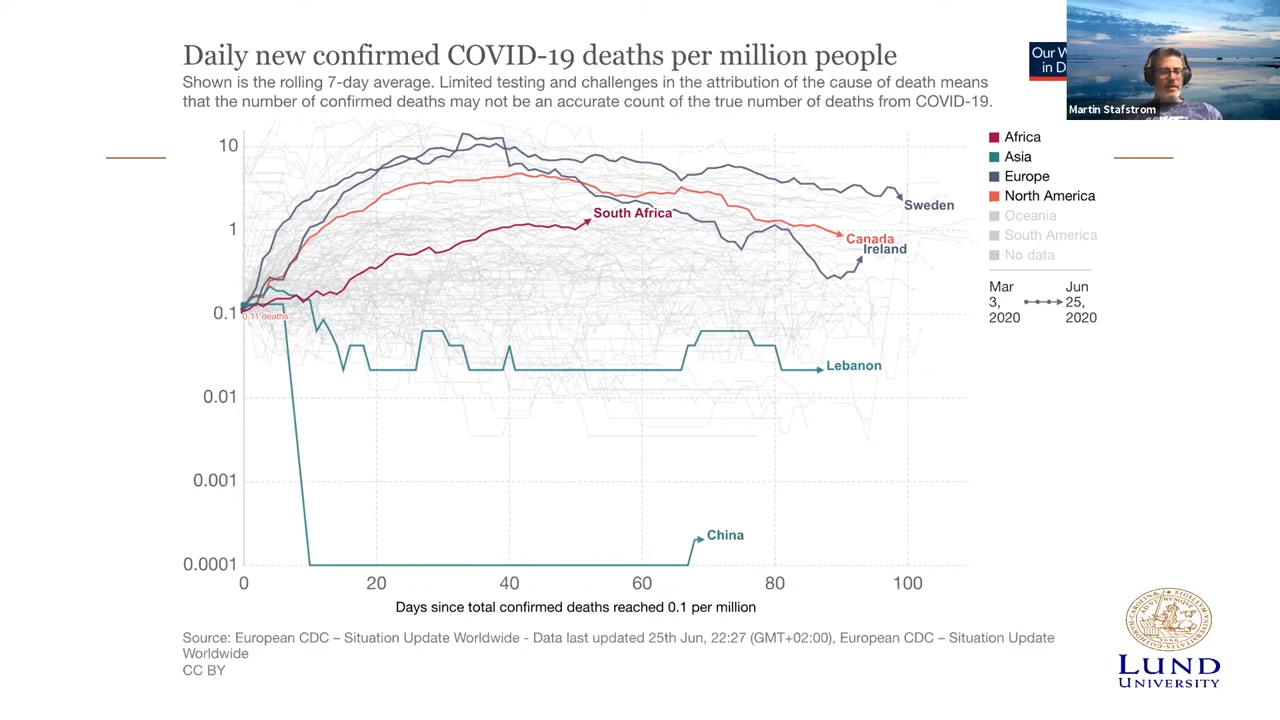 Daily new confirmed COVID-19 deaths per million people
Shown is the rolling 7-day average. Limited testing and challenges in the attribution of the cause of death means
that the number of confirmed deaths may not be an accurate count of the true number of deaths from COVID-19.
Our W
in D
Martin Stafstrom
10
1
0.1
0.01
0.001
0.0001
0
20
40
60
80
100
0.11 deaths
South Africa
Sweden
Canada
Ireland
Lebanon
China
Africa
Asia
Europe
North America
Oceania
South America
No data
Mar
3,
2020
Jun
25,
2020
Days since total confirmed deaths reached 0.1 per million
Source: European CDC – Situation Update Worldwide - Data last updated 25th Jun, 22:27 (GMT+02:00), European CDC – Situation Update
Worldwide
CC BY
LUND
UNIVERSITY